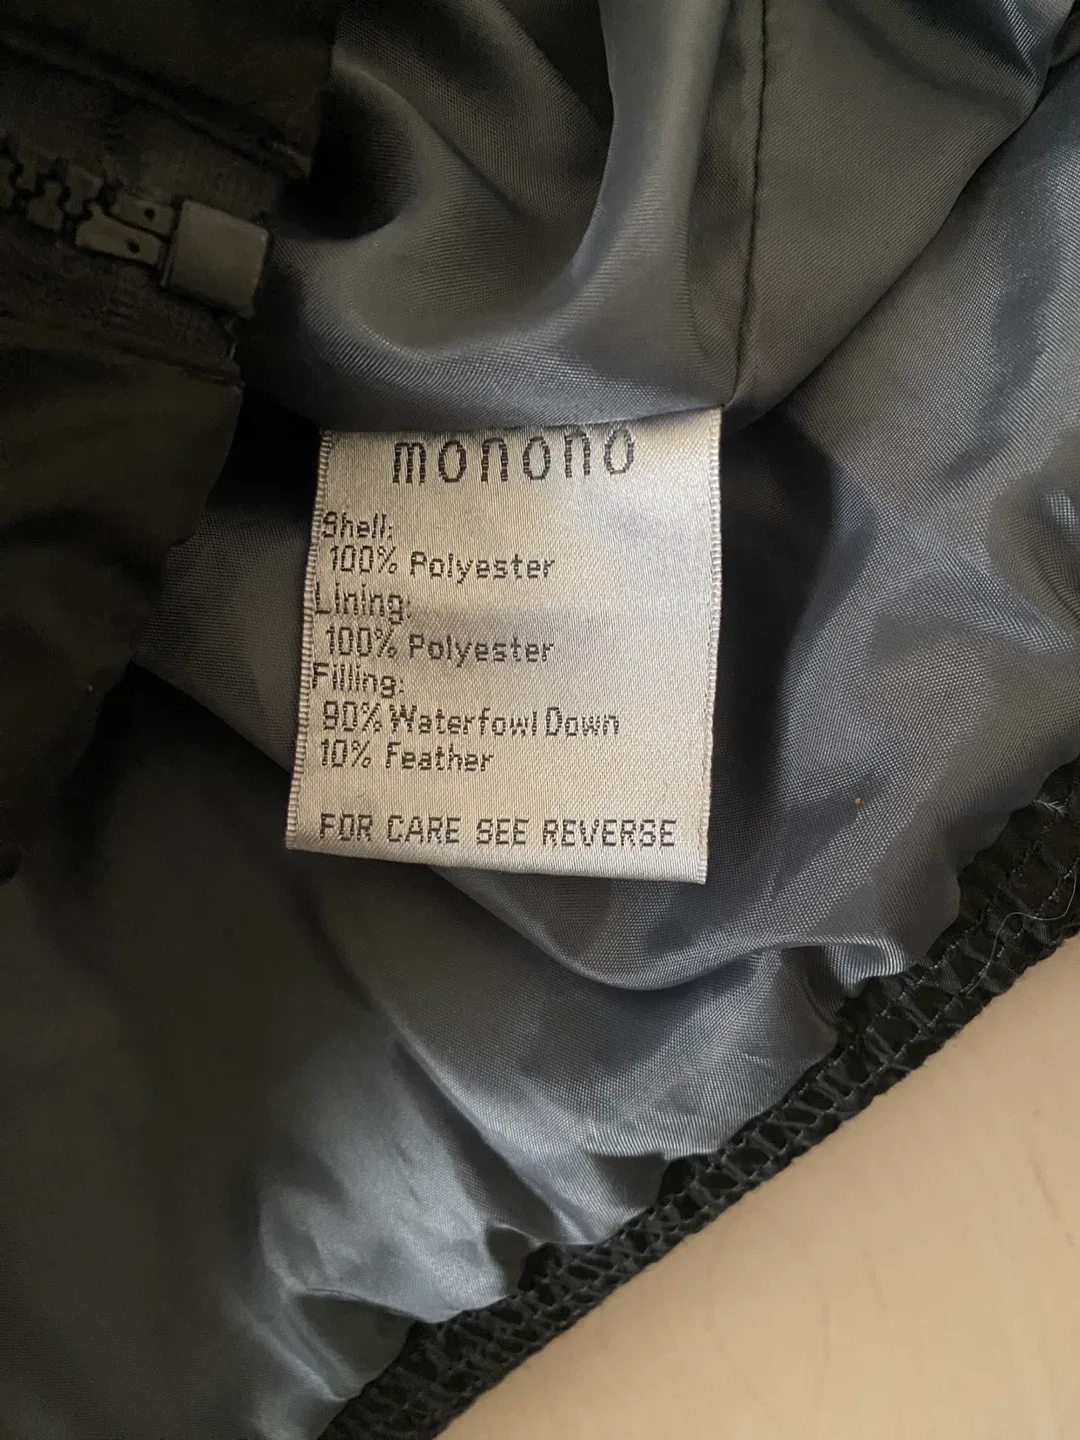 monono
Shell:
100% Polyester
Lining:
100% Polyester
Filling:
90% Waterfowl Down
10% Feather
FOR CARE SEE REVERSE